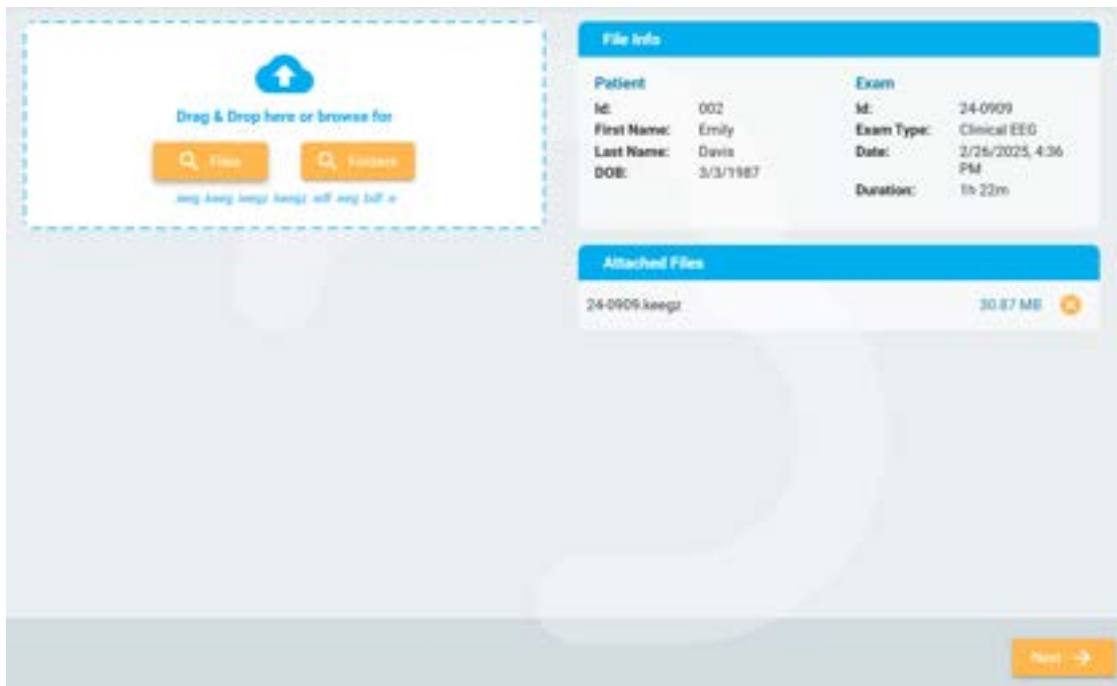 Drag & Drop here or browse for
Files
Folders
File Info
Patient
Id: 002
First Name: Emily
Last Name: Davis
DOB: 3/3/1987
Exam
Id: 24-0909
Exam Type: Clinical EEG
Date: 2/26/2025, 4:36
PM
Duration: 1h 22m
Attached Files
24-0909.keegz 30.87 MB
Next